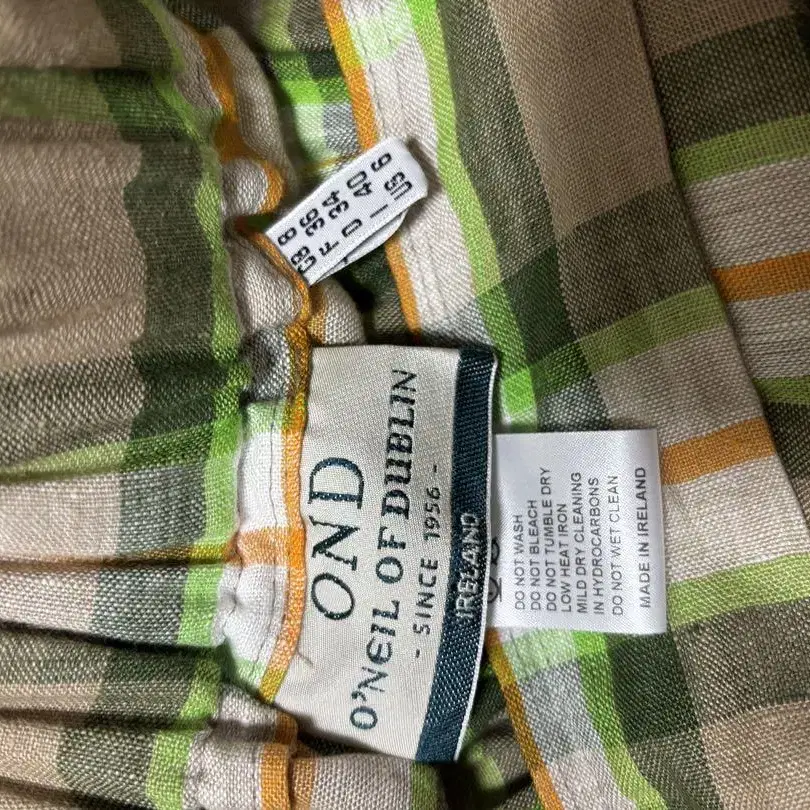 GB 8
F 36
D 34
I 40
US 6
OND
O'NEIL OF DUBLIN
- SINCE 1956 -
IRELAND
DO NOT WASH
DO NOT BLEACH
DO NOT TUMBLE DRY
LOW HEAT IRON
MILD DRY CLEANING
IN HYDROCARBONS
DO NOT WET CLEAN
MADE IN IRELAND